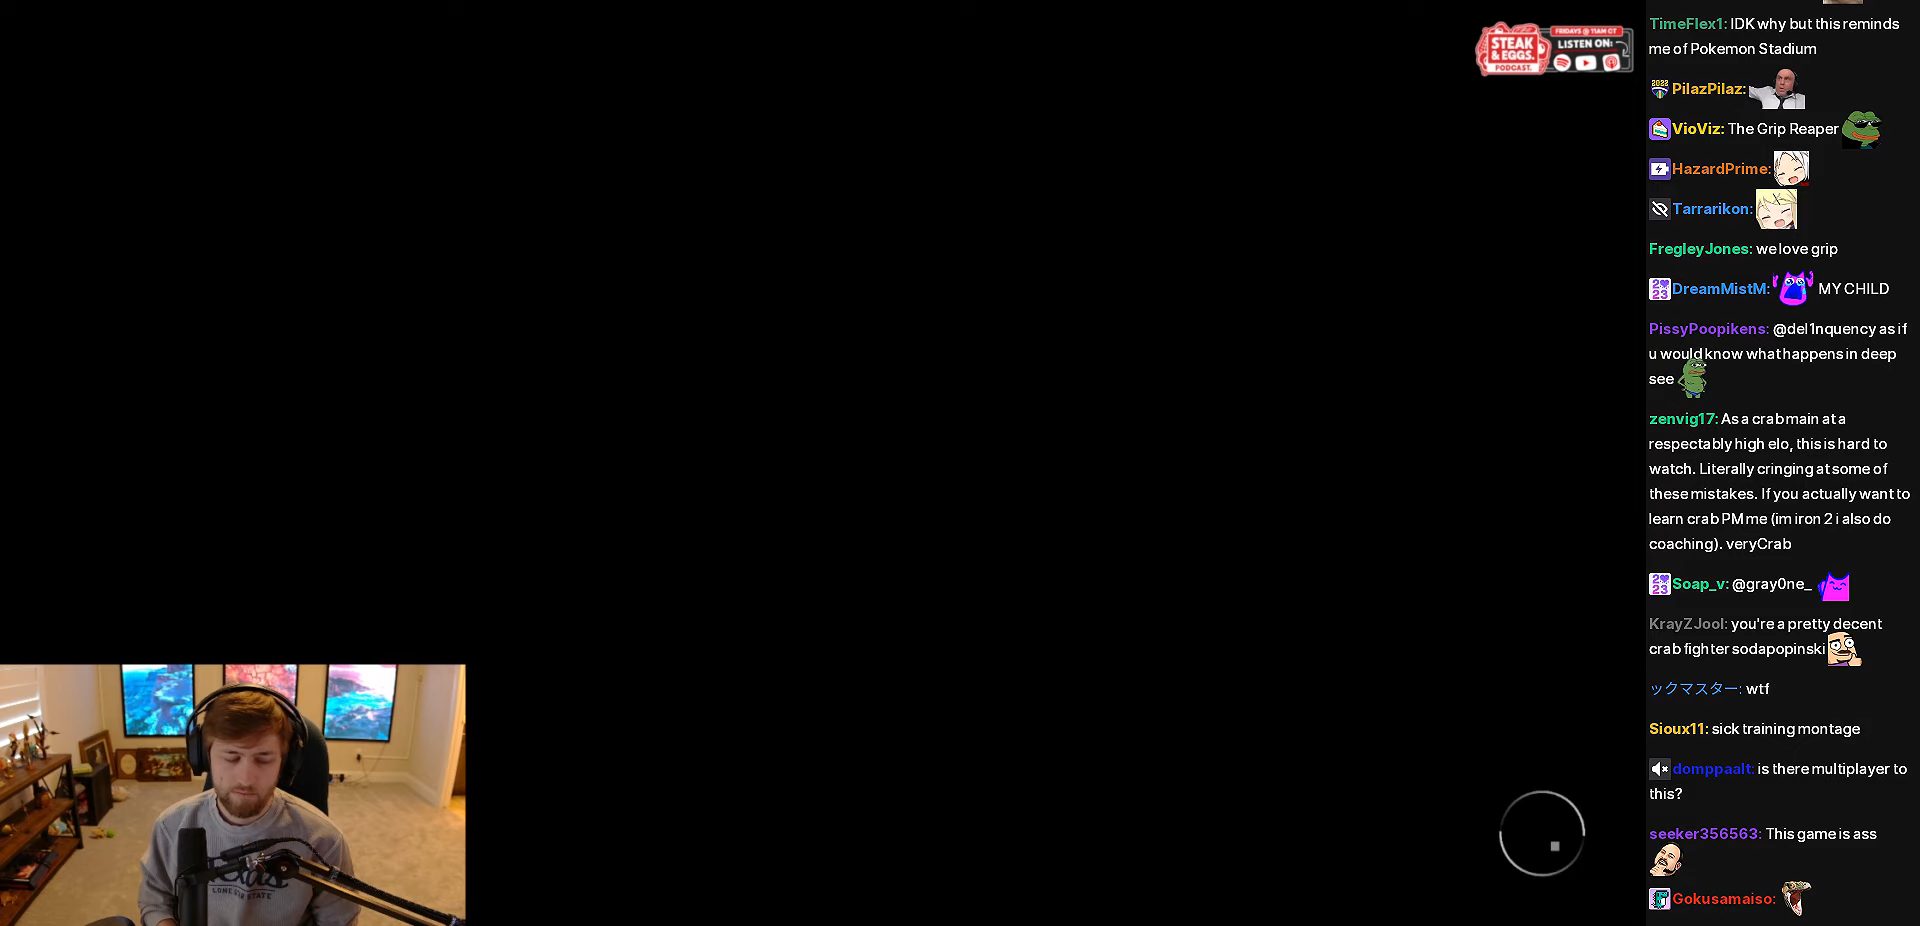 FRIDAYS @ 11AM CT
STEAK
& EGGS.
PODCAST.
LISTEN ON:
TimeFlex1: IDK why but this reminds
me of Pokemon Stadium
PilazPilaz:
VioViz: The Grip Reaper
HazardPrime:
Tarrarikon:
FregleyJones: we love grip
DreamMistM: MY CHILD
PissyPoopikens: @del1nquency as if
u would know what happens in deep
see
zenvig17: As a crab main at a
respectably high elo, this is hard to
watch. Literally cringing at some of
these mistakes. If you actually want to
learn crab PM me (im iron 2 i also do
coaching). veryCrab
Soap_v: @gray0ne_
KrayZJool: you're a pretty decent
crab fighter sodapopinski
ックマスター: wtf
Sioux11: sick training montage
domppaalt: is there multiplayer to
this?
seeker356563: This game is ass
Gokusamaiso:
Texas
LONE STAR STATE